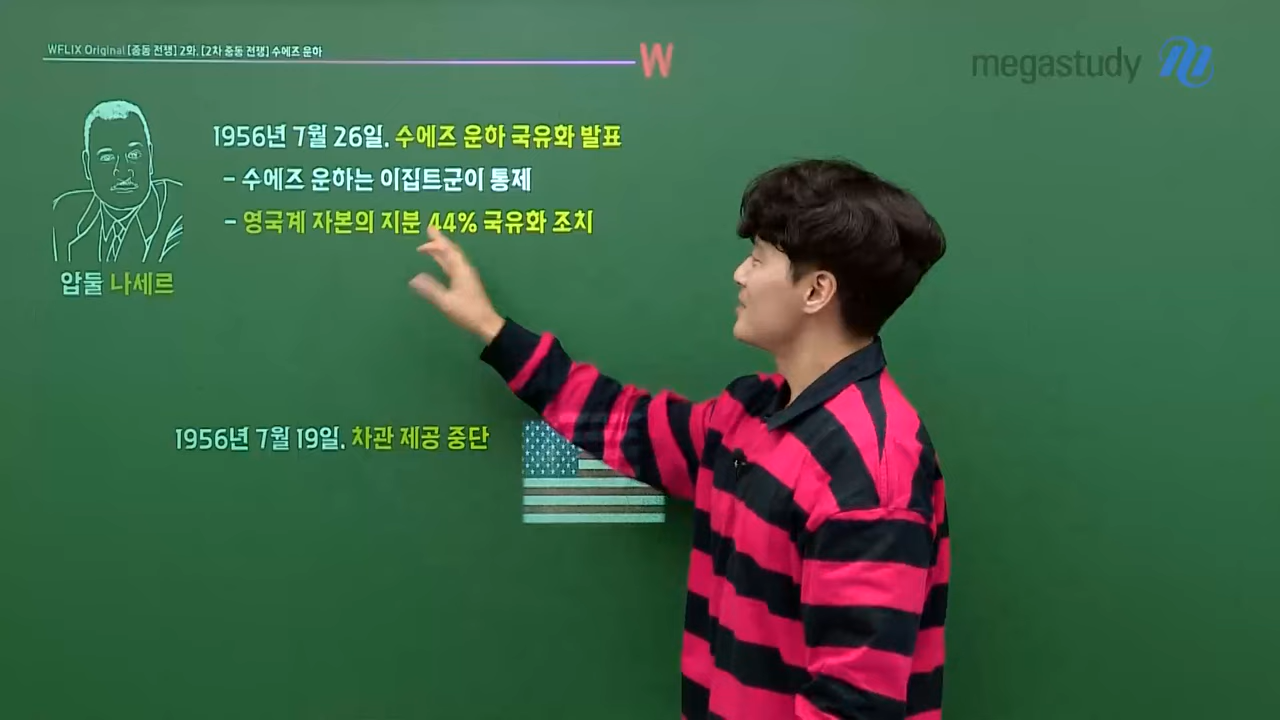 WFLIX Original [중동 전쟁] 2화. [2차 중동 전쟁] 수에즈 운하
W
megastudy
1956년 7월 26일. 수에즈 운하 국유화 발표
- 수에즈 운하는 이집트군이 통제
- 영국계 자본의 지분 44% 국유화 조치
압둘 나세르
1956년 7월 19일. 차관 제공 중단